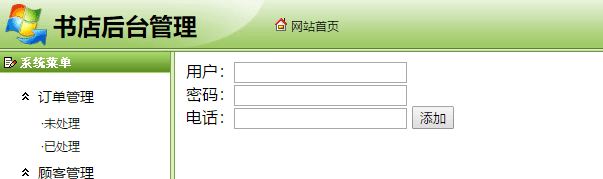 书店后台管理
网站首页
系统菜单
订单管理
·未处理
·已处理
顾客管理
用户：
密码：
电话： 添加